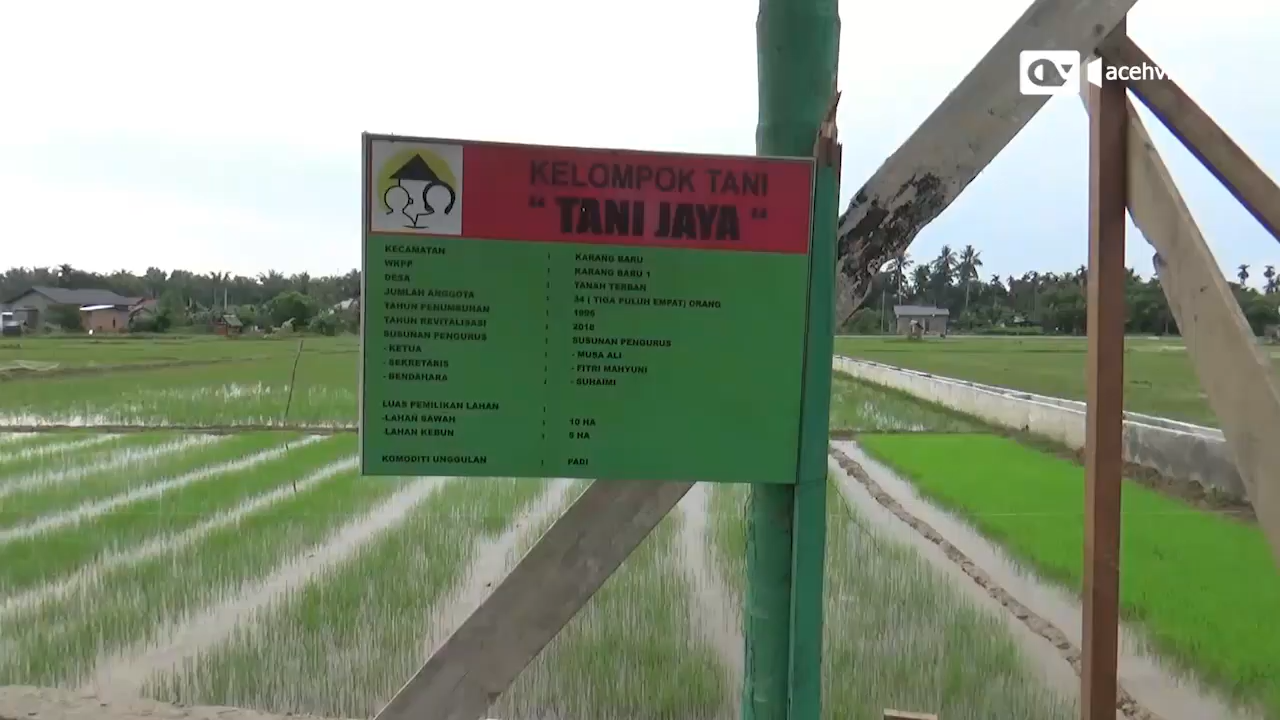 acehv
KELOMPOK TANI
" TANI JAYA "
KECAMATAN : KARANG BARU
WKPP : KARANG BARU 1
DESA : TANAH TERBAN
JUMLAH ANGGOTA : 34 ( TIGA PULUH EMPAT) ORANG
TAHUN PENUMBUHAN : 1996
TAHUN REVITALISASI : 2018
SUSUNAN PENGURUS : SUSUNAN PENGURUS
- KETUA : - MUSA ALI
- SEKRETARIS : - FITRI MAHYUNI
- BENDAHARA : - SUHAIMI
LUAS PEMILIKAN LAHAN :
-LAHAN SAWAH : 10 HA
-LAHAN KEBUN : 5 HA
KOMODITI UNGGULAN : PADI